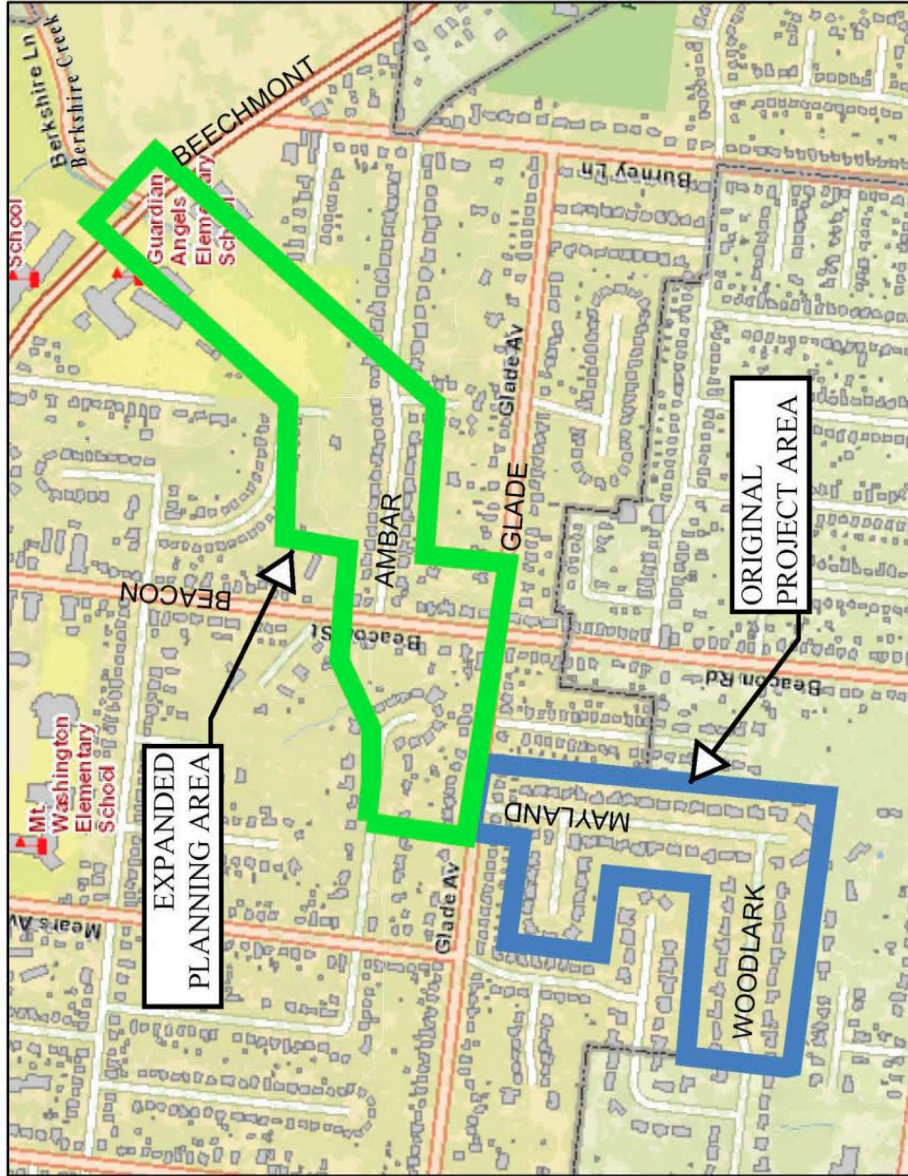 Mt.
Washington
Elementary
School
School
Berkshire Ln
Berkshire Creek
Mears Av
BEACON
Guardian
Angels
Elementary
School
BEECHMONT
EXPANDED
PLANNING AREA
Beacon St
AMBAR
Glade Av
Glade Av
GLADE
MAYLAND
Burney Ln
ORIGINAL
PROJECT AREA
WOODLARK
Beacon Rd